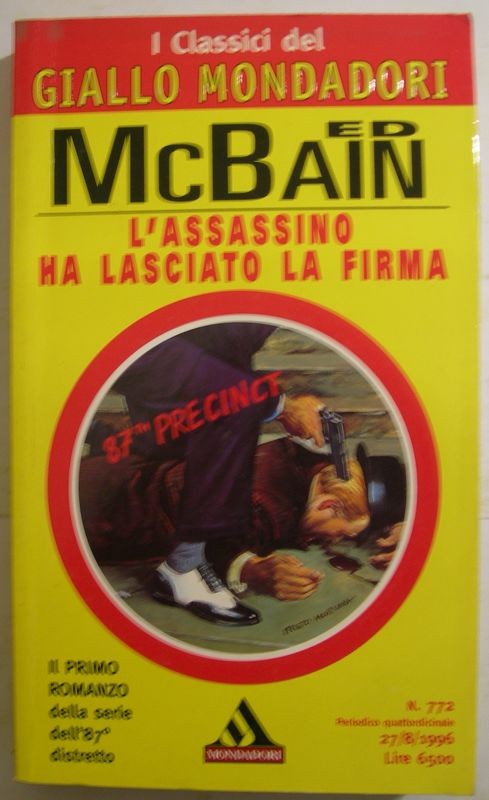 I Classici del
GIALLO MONDADORI
ED
McBAIN
L'ASSASSINO
HA LASCIATO LA FIRMA
87TH PRECINCT
Il PRIMO
ROMANZO
della serie
dell'87°
distretto
MONDADORI
N. 772
Periodico quattordicinale
27/8/1996
Lire 6500